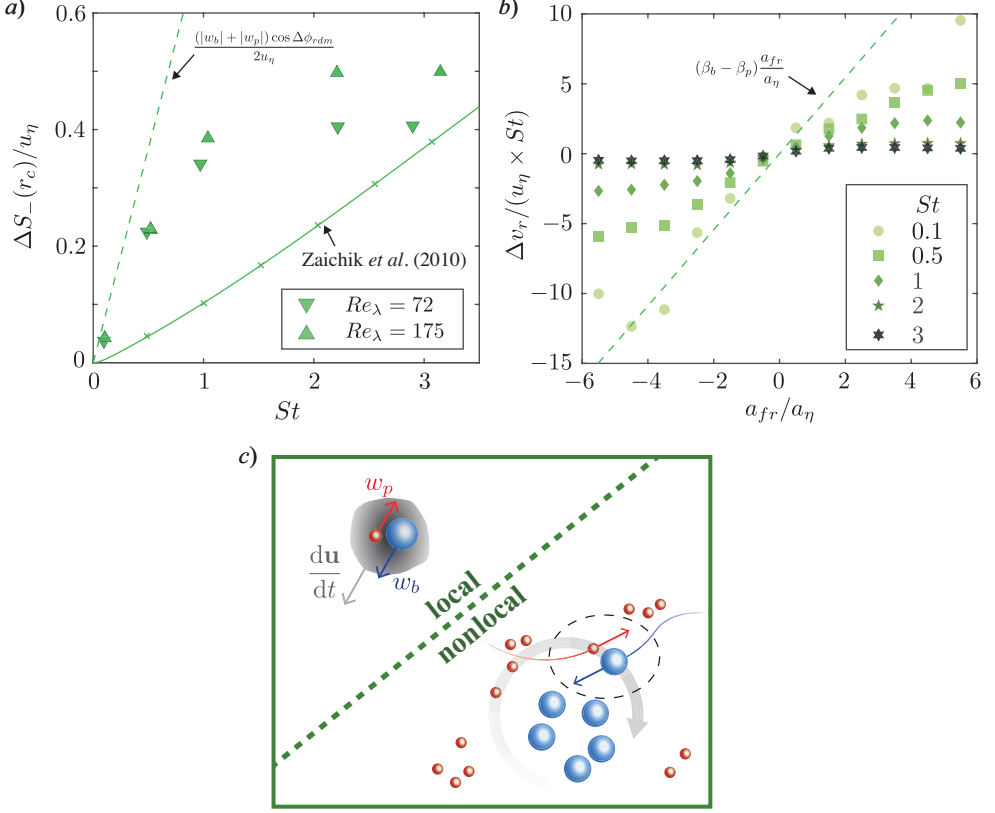 a)
ΔS₋(r_c)/u_η
0.6
0.4
0.2
0
(|w_b| + |w_p|) cos Δϕ_rdm
2u_η
Zaichik et al. (2010)
Re_λ = 72
Re_λ = 175
0 1 2 3
St
b)
Δv_r/(u_η × St)
10
5
0
−5
−10
−15
(β_b − β_p) a_fr/a_η
St
0.1
0.5
1
2
3
−6 −4 −2 0 2 4 6
a_fr/a_η
c)
w_p
du
dt
w_b
local
nonlocal